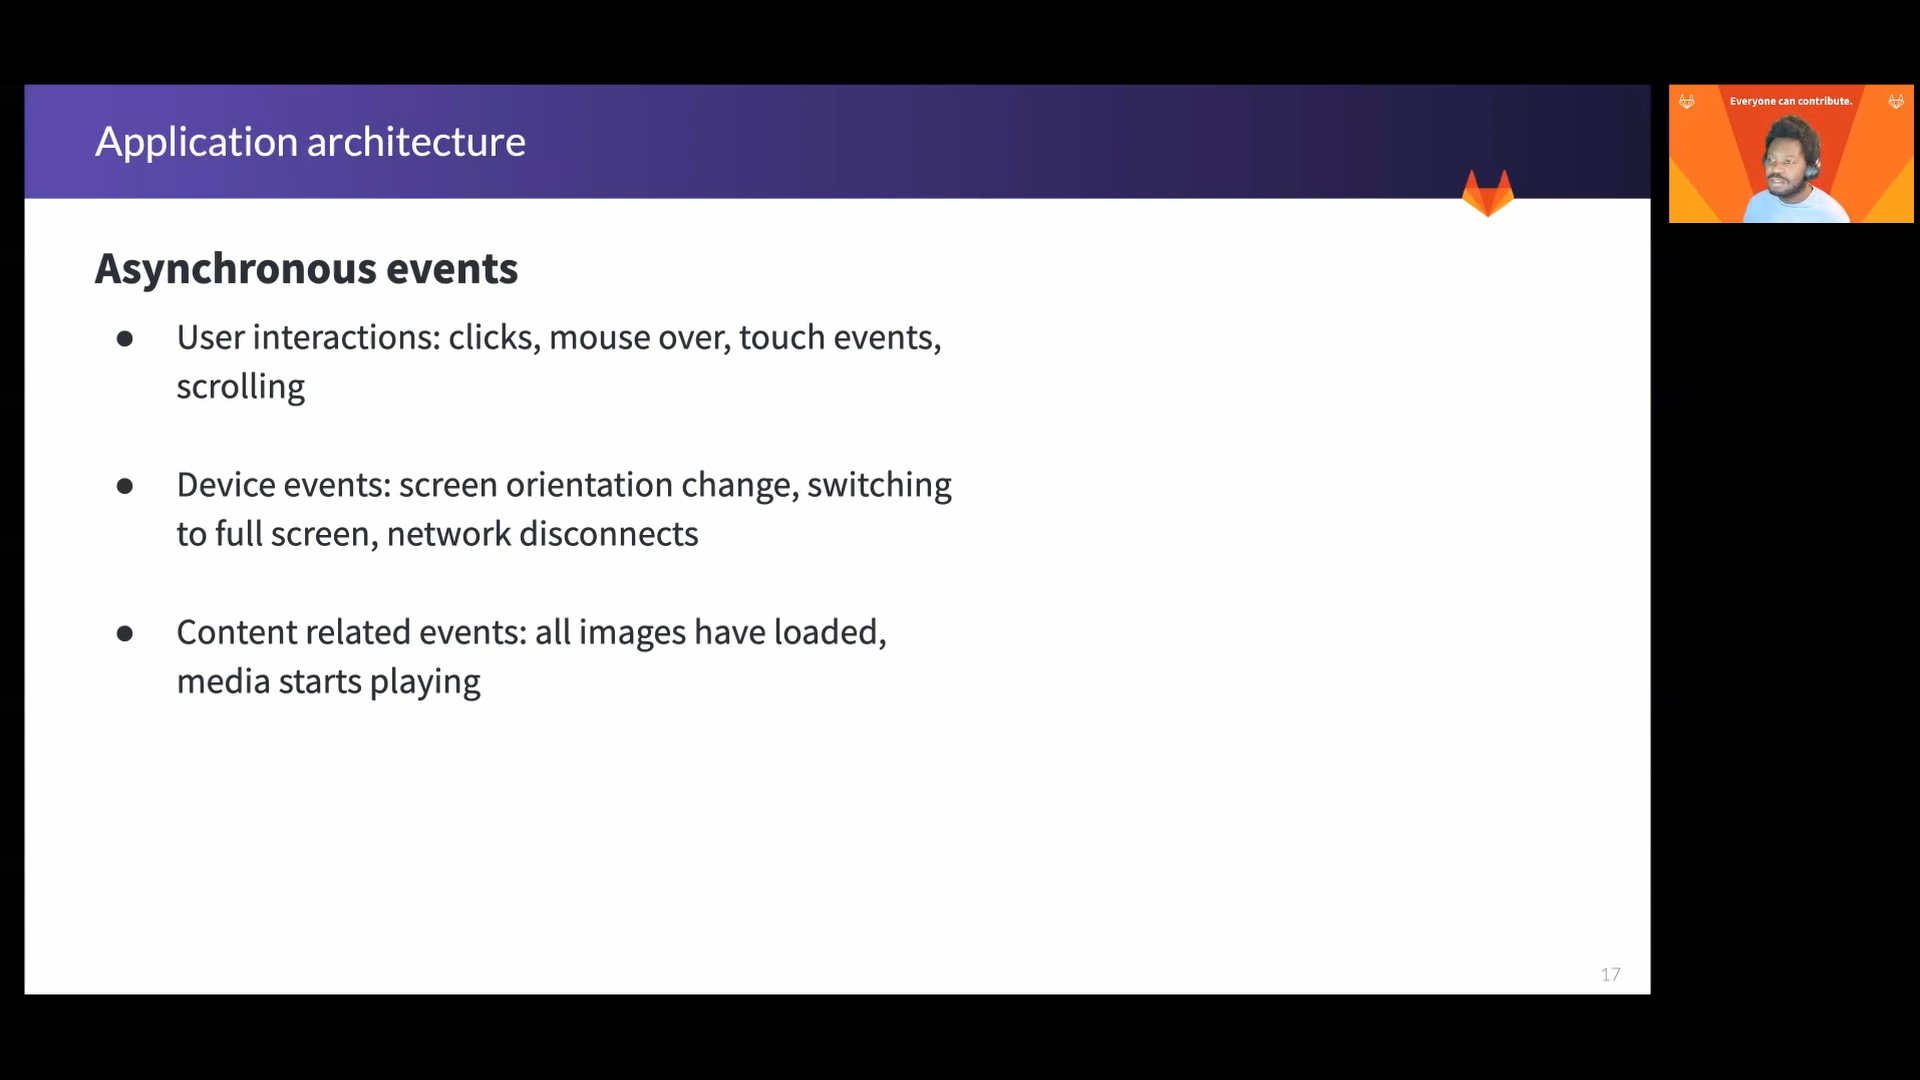 Application architecture
Everyone can contribute.
Asynchronous events
● User interactions: clicks, mouse over, touch events,
scrolling
● Device events: screen orientation change, switching
to full screen, network disconnects
● Content related events: all images have loaded,
media starts playing
17